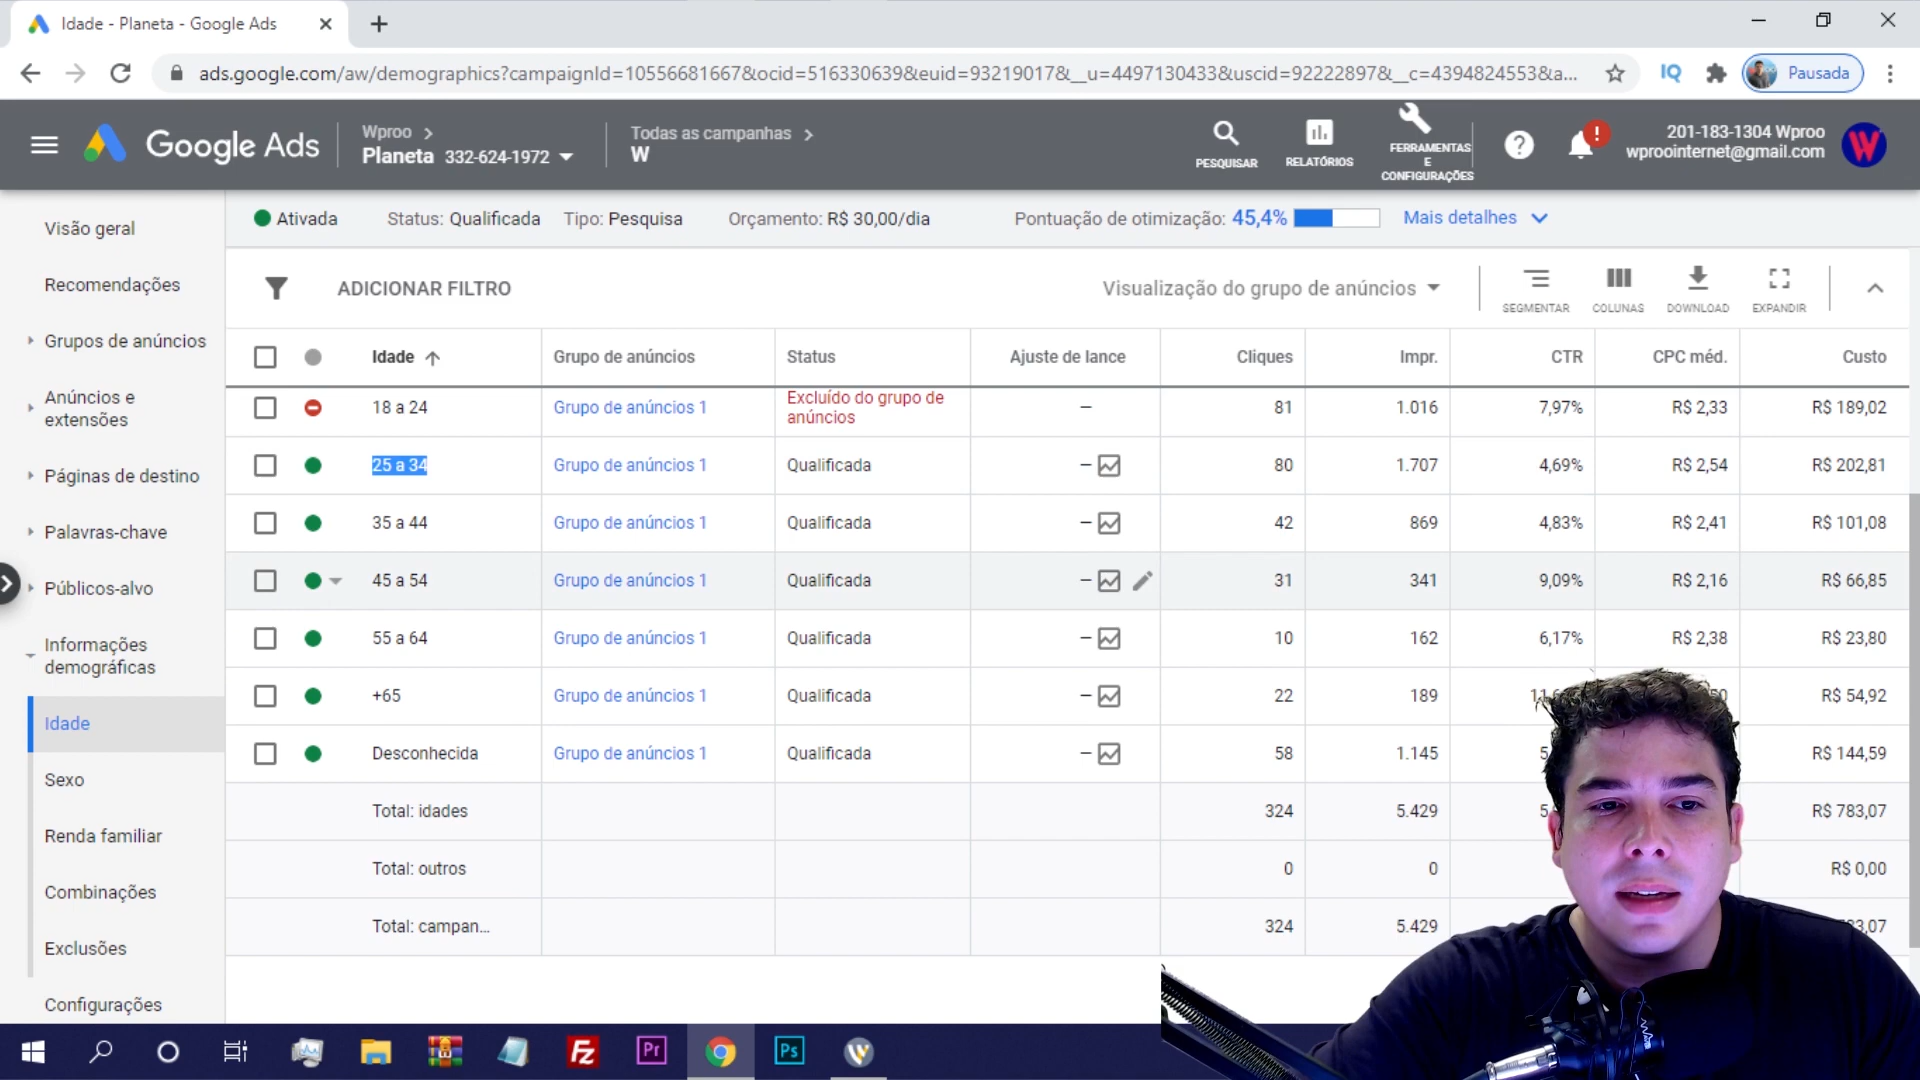 Idade - Planeta - Google Ads
ads.google.com/aw/demographics?campaignId=10556681667&ocid=516330639&euid=93219017&__u=4497130433&uscid=92222897&__c=4394824553&a...
IQ
Pausada
Google Ads
Wproo
Planeta 332-624-1972
Todas as campanhas
W
PESQUISAR
RELATÓRIOS
FERRAMENTAS
E
CONFIGURAÇÕES
?
!
201-183-1304 Wproo
wproointernet@gmail.com
W
Visão geral
Recomendações
Grupos de anúncios
Anúncios e
extensões
Páginas de destino
Palavras-chave
Públicos-alvo
Informações
demográficas
Idade
Sexo
Renda familiar
Combinações
Exclusões
Configurações
Ativada Status: Qualificada Tipo: Pesquisa Orçamento: R$ 30,00/dia Pontuação de otimização: 45,4% Mais detalhes
ADICIONAR FILTRO Visualização do grupo de anúncios
SEGMENTAR COLUNAS DOWNLOAD EXPANDIR
Idade Grupo de anúncios Status Ajuste de lance Cliques Impr. CTR CPC méd. Custo
18 a 24 Grupo de anúncios 1 Excluído do grupo de anúncios – 81 1.016 7,97% R$ 2,33 R$ 189,02
25 a 34 Grupo de anúncios 1 Qualificada – 80 1.707 4,69% R$ 2,54 R$ 202,81
35 a 44 Grupo de anúncios 1 Qualificada – 42 869 4,83% R$ 2,41 R$ 101,08
45 a 54 Grupo de anúncios 1 Qualificada – 31 341 9,09% R$ 2,16 R$ 66,85
55 a 64 Grupo de anúncios 1 Qualificada – 10 162 6,17% R$ 2,38 R$ 23,80
+65 Grupo de anúncios 1 Qualificada – 22 189 R$ 54,92
Desconhecida Grupo de anúncios 1 Qualificada – 58 1.145 R$ 144,59
Total: idades 324 5.429 R$ 783,07
Total: outros 0 0 R$ 0,00
Total: campan... 324 5.429
Fz
Pr
Ps